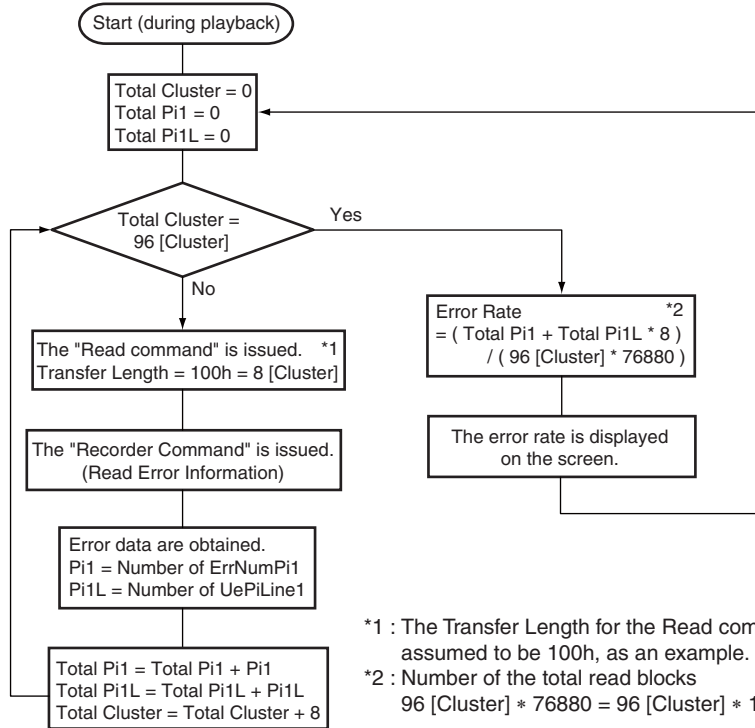 Start (during playback)
Total Cluster = 0
Total Pi1 = 0
Total Pi1L = 0
Total Cluster =
96 [Cluster]
Yes
No
The "Read command" is issued. *1
Transfer Length = 100h = 8 [Cluster]
The "Recorder Command" is issued.
(Read Error Information)
Error data are obtained.
Pi1 = Number of ErrNumPi1
Pi1L = Number of UePiLine1
Total Pi1 = Total Pi1 + Pi1
Total Pi1L = Total Pi1L + Pi1L
Total Cluster = Total Cluster + 8
Error Rate *2
= ( Total Pi1 + Total Pi1L * 8 )
/ ( 96 [Cluster] * 76880 )
The error rate is displayed
on the screen.
*1 : The Transfer Length for the Read
assumed to be 100h, as an example.
*2 : Number of the total read blocks
96 [Cluster] * 76880 = 96 [Cluster] *